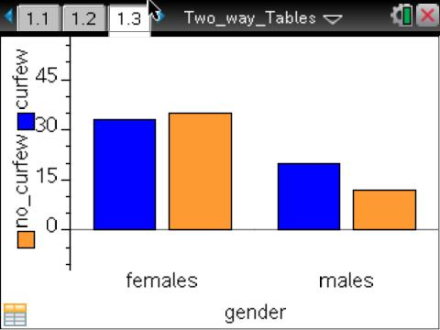 1.1 1.2 1.3 Two_way_Tables
curfew
no_curfew
45
30
15
0
females males
gender